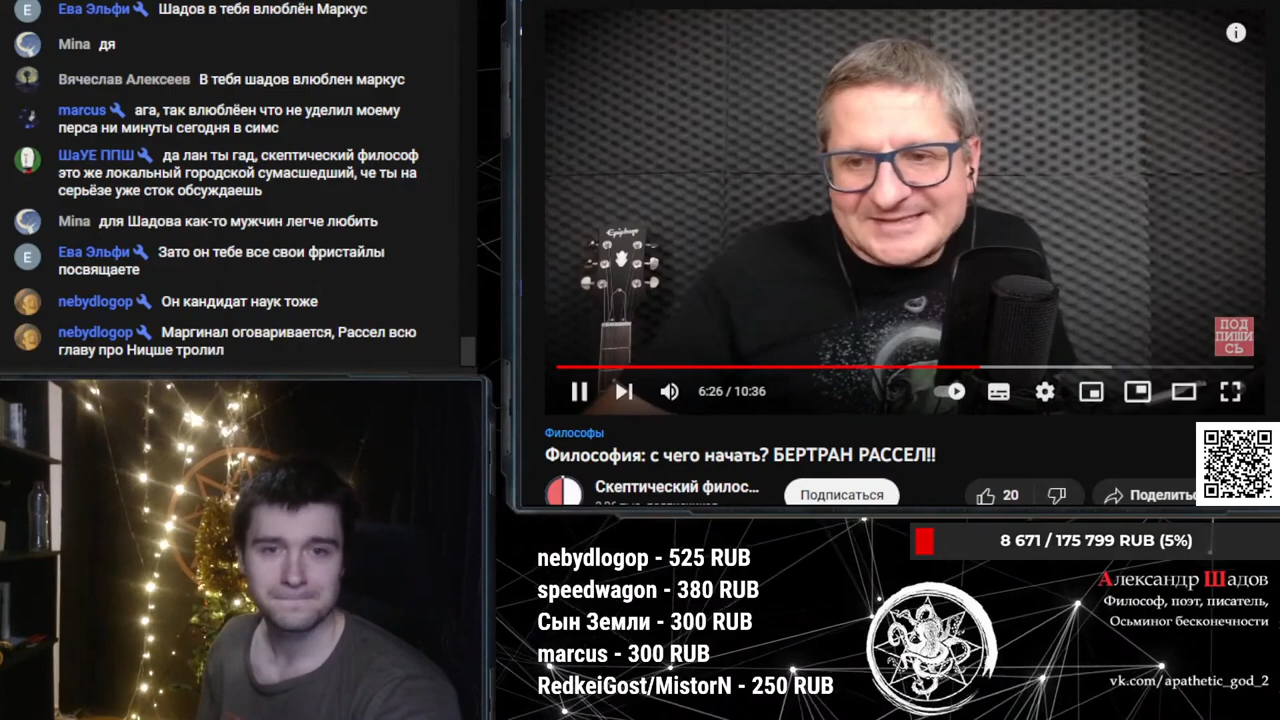 Ева Эльфи Шадов в тебя влюблён Маркус
Mina дя
Вячеслав Алексеев В тебя шадов влюблен маркус
marcus ага, так влюблёен что не уделил моему
перса ни минуты сегодня в симс
ШаУЕ ППШ да лан ты гад, скептический философ
это же локальный городской сумасшедший, че ты на
серьёзе уже сток обсуждаешь
Mina для Шадова как-то мужчин легче любить
Ева Эльфи Зато он тебе все свои фристайлы
посвящаете
nebydlogop Он кандидат наук тоже
nebydlogop Маргинал оговаривается, Рассел всю
главу про Ницше тролил
Epiphone
ПОД
ПИШИ
СЬ
6:26 / 10:36
Философы
Философия: с чего начать? БЕРТРАН РАССЕЛ!!
Скептический филос...
Подписаться
20
Поделитьс
8 671 / 175 799 RUB (5%)
nebydlogop - 525 RUB
speedwagon - 380 RUB
Сын Земли - 300 RUB
marcus - 300 RUB
RedkeiGost/MistorN - 250 RUB
Александр Шадов
Философ, поэт, писатель,
Осьминог бесконечности
vk.com/apathetic_god_2